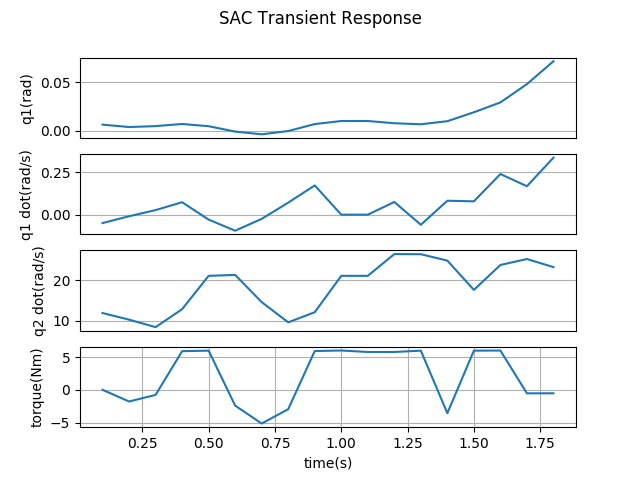 SAC Transient Response
q1(rad)
0.05
0.00
q1 dot(rad/s)
0.25
0.00
q2 dot(rad/s)
20
10
torque(Nm)
5
0
−5
0.25 0.50 0.75 1.00 1.25 1.50 1.75
time(s)